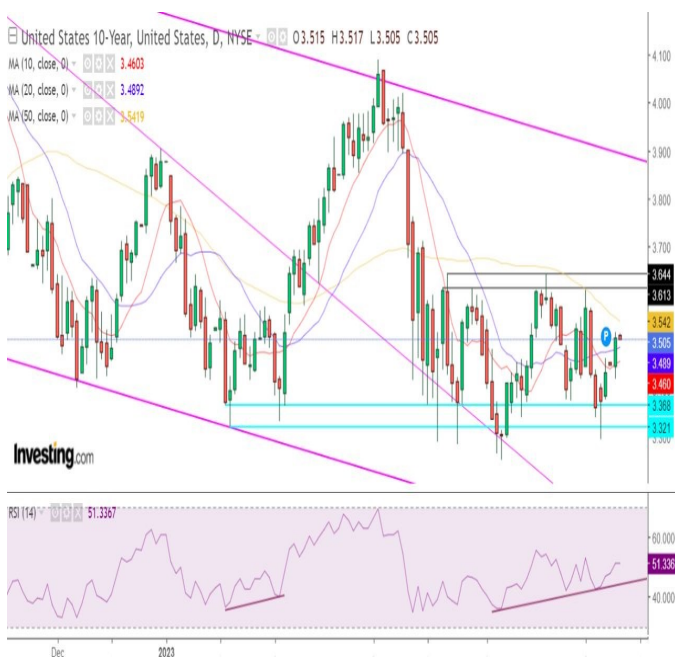 United States 10-Year, United States, D, NYSE O3.515 H3.517 L3.505 C3.505
MA (10, close, 0) 3.4603
MA (20, close, 0) 3.4892
MA (50, close, 0) 3.5419
4.100
4.000
3.900
3.800
3.700
3.644
3.613
3.542
P
3.505
3.489
3.460
3.368
3.321
3.300
Investing.com
RSI (14) 51.3367
60.000
51.336
40.000
Dec 2023